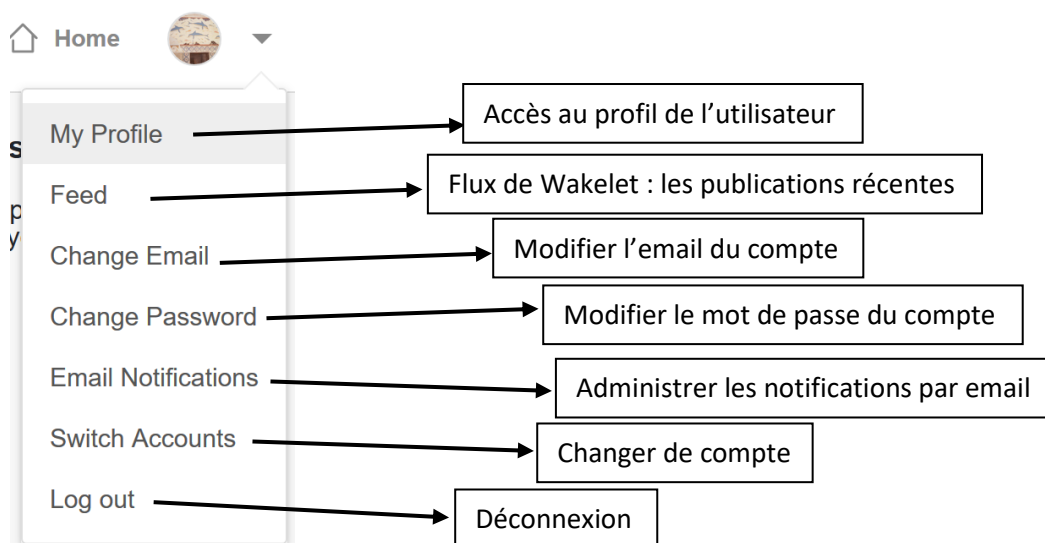 Home
My Profile
Accès au profil de l’utilisateur
s
Feed
Flux de Wakelet : les publications récentes
p
y
Change Email
Modifier l’email du compte
Change Password
Modifier le mot de passe du compte
Email Notifications
Administrer les notifications par email
Switch Accounts
Changer de compte
Log out
Déconnexion